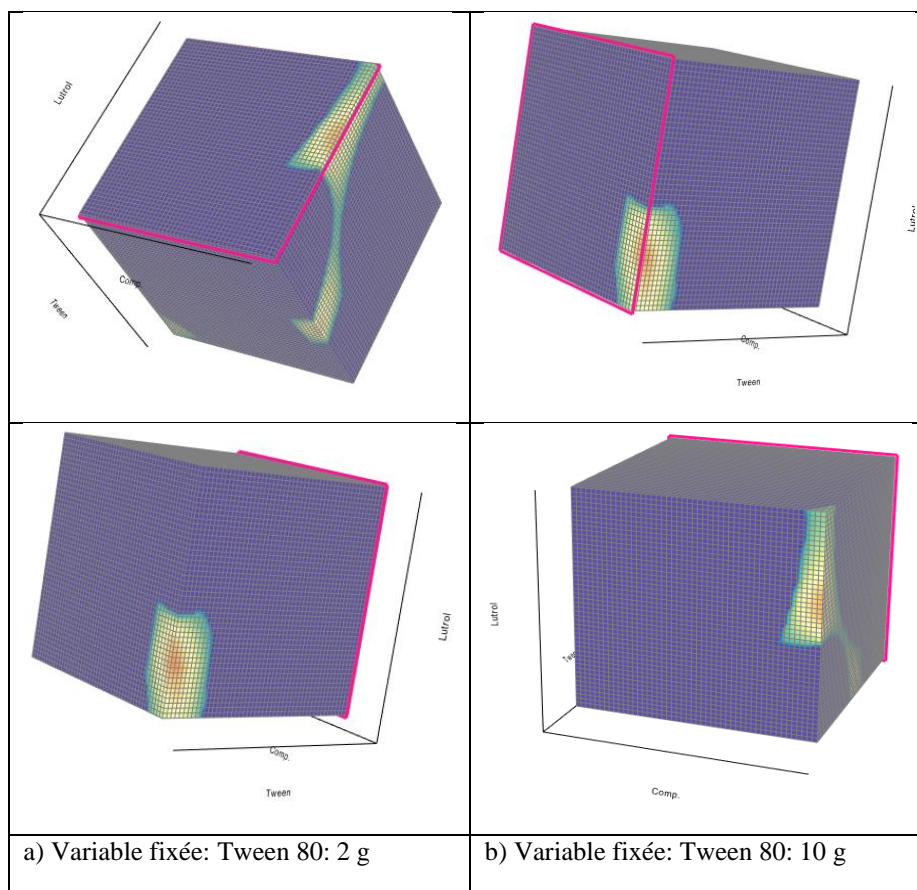 Lutrol
Comp.
Tween
Lutrol
Comp.
Tween
Lutrol
Comp.
Tween
Lutrol
Comp.
a) Variable fixée: Tween 80: 2 g
b) Variable fixée: Tween 80: 10 g